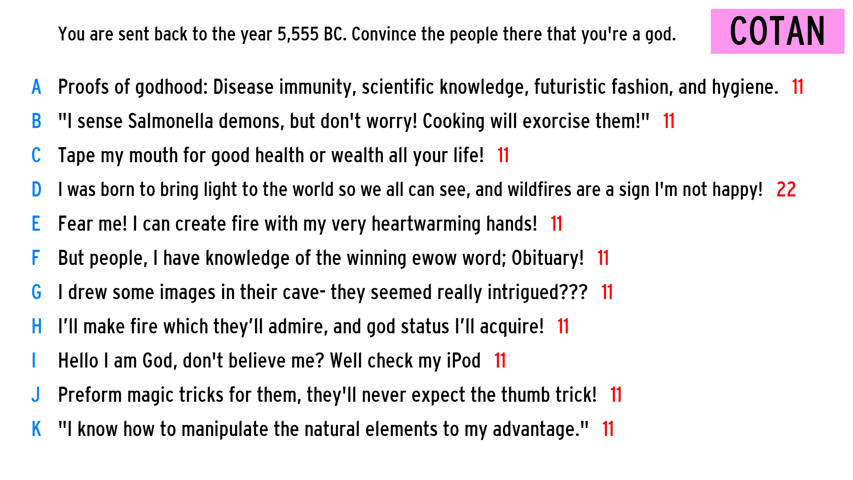 You are sent back to the year 5,555 BC. Convince the people there that you're a god.
COTAN
A Proofs of godhood: Disease immunity, scientific knowledge, futuristic fashion, and hygiene. 11
B "I sense Salmonella demons, but don't worry! Cooking will exorcise them!" 11
C Tape my mouth for good health or wealth all your life! 11
D I was born to bring light to the world so we all can see, and wildfires are a sign I'm not happy! 22
E Fear me! I can create fire with my very heartwarming hands! 11
F But people, I have knowledge of the winning ewow word; Obituary! 11
G I drew some images in their cave- they seemed really intrigued??? 11
H I’ll make fire which they’ll admire, and god status I’ll acquire! 11
I Hello I am God, don't believe me? Well check my iPod 11
J Preform magic tricks for them, they'll never expect the thumb trick! 11
K "I know how to manipulate the natural elements to my advantage." 11